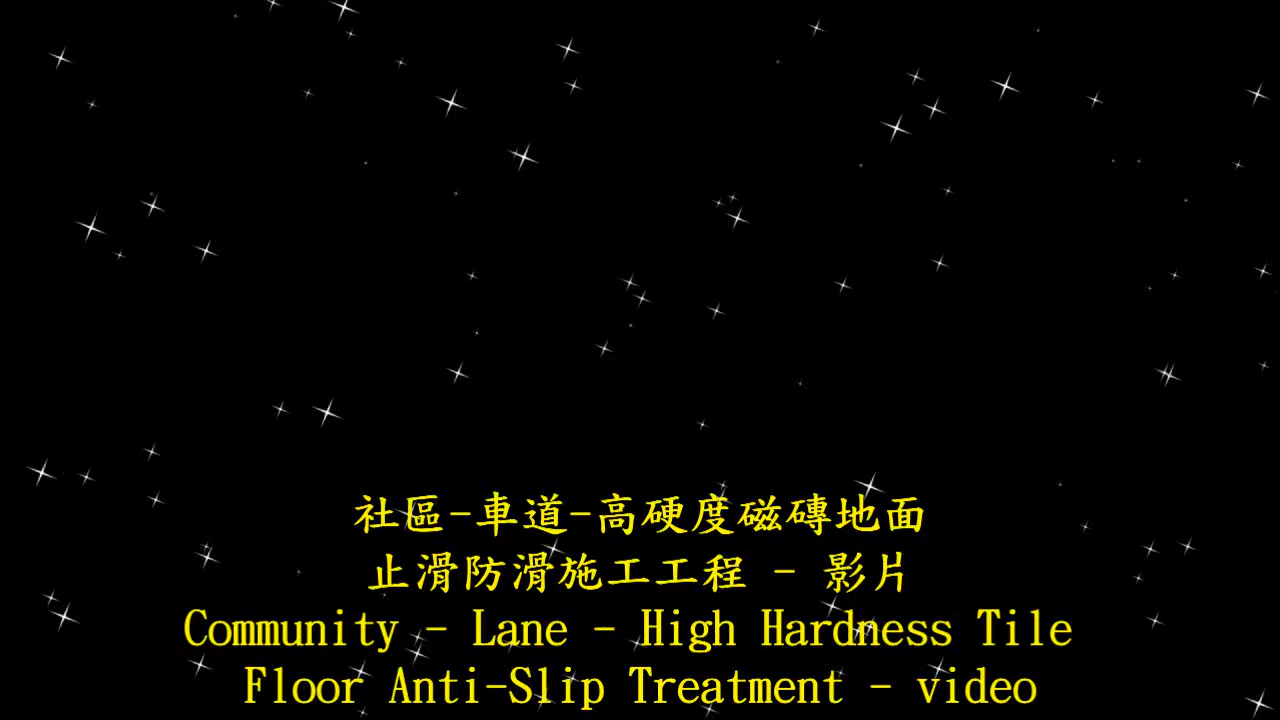 社區-車道-高硬度磁磚地面
止滑防滑施工工程 - 影片
Community - Lane - High Hardness Tile
Floor Anti-Slip Treatment - video